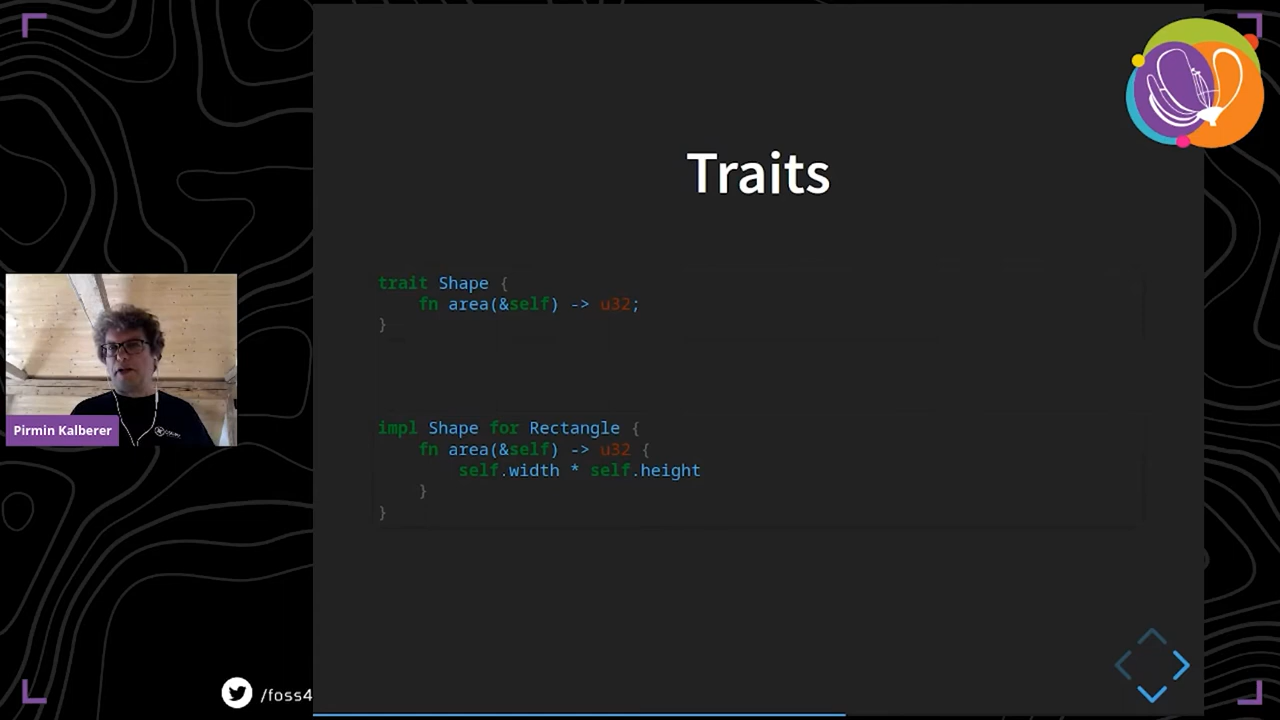 Traits
trait Shape {
    fn area(&self) -> u32;
}
impl Shape for Rectangle {
    fn area(&self) -> u32 {
        self.width * self.height
    }
}
Pirmin Kalberer
/foss4